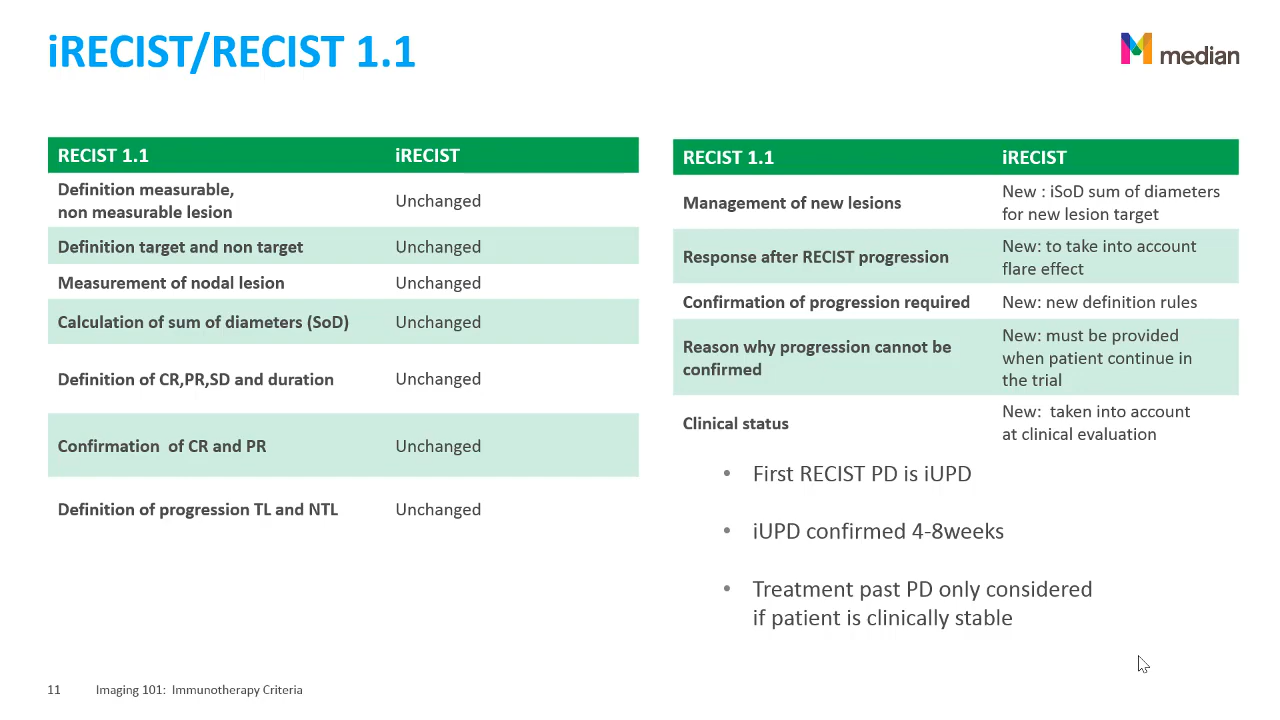 iRECIST/RECIST 1.1
median
RECIST 1.1 iRECIST
Definition measurable,
non measurable lesion Unchanged
Definition target and non target Unchanged
Measurement of nodal lesion Unchanged
Calculation of sum of diameters (SoD) Unchanged
Definition of CR,PR,SD and duration Unchanged
Confirmation  of CR and PR Unchanged
Definition of progression TL and NTL Unchanged
RECIST 1.1 iRECIST
Management of new lesions New : iSoD sum of diameters
for new lesion target
Response after RECIST progression New: to take into account
flare effect
Confirmation of progression required New: new definition rules
Reason why progression cannot be
confirmed New: must be provided
when patient continue in
the trial
Clinical status New:  taken into account
at clinical evaluation
• First RECIST PD is iUPD
• iUPD confirmed 4-8weeks
• Treatment past PD only considered
if patient is clinically stable
11 Imaging 101:  Immunotherapy Criteria